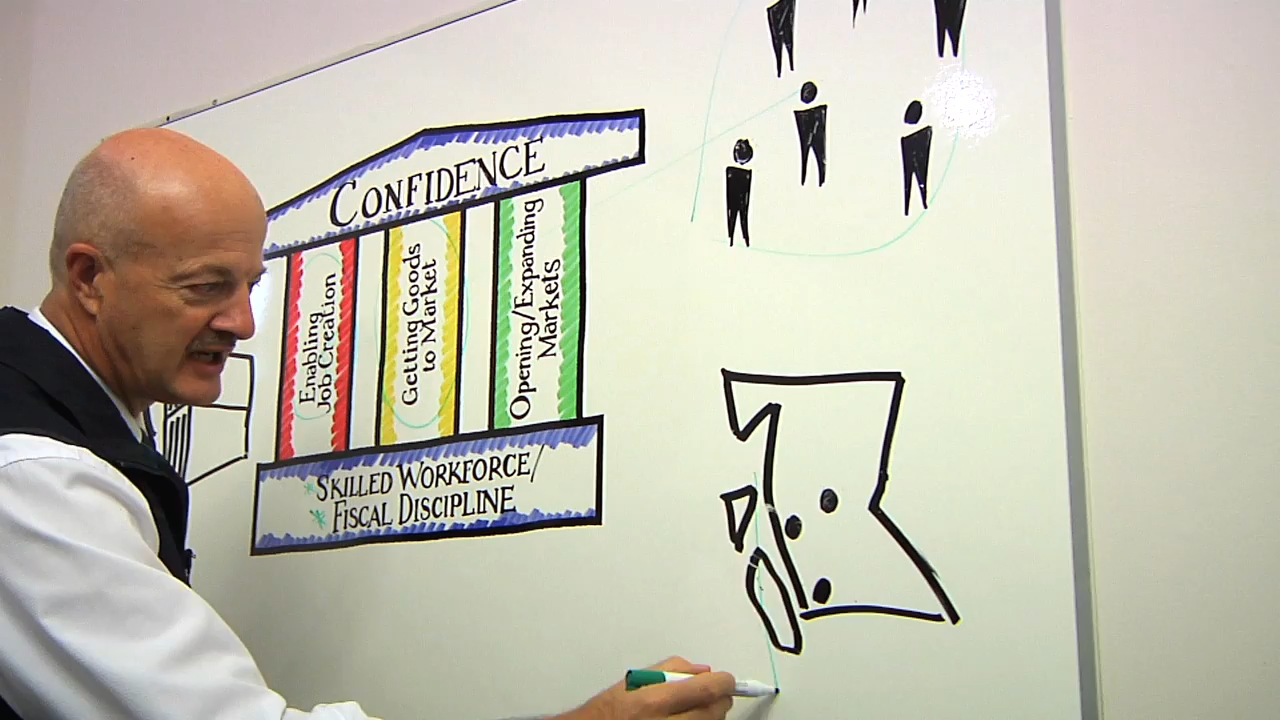 CONFIDENCE
Enabling
Job Creation
Getting Goods
to Market
Opening/Expanding
Markets
SKILLED WORKFORCE/
FISCAL DISCIPLINE